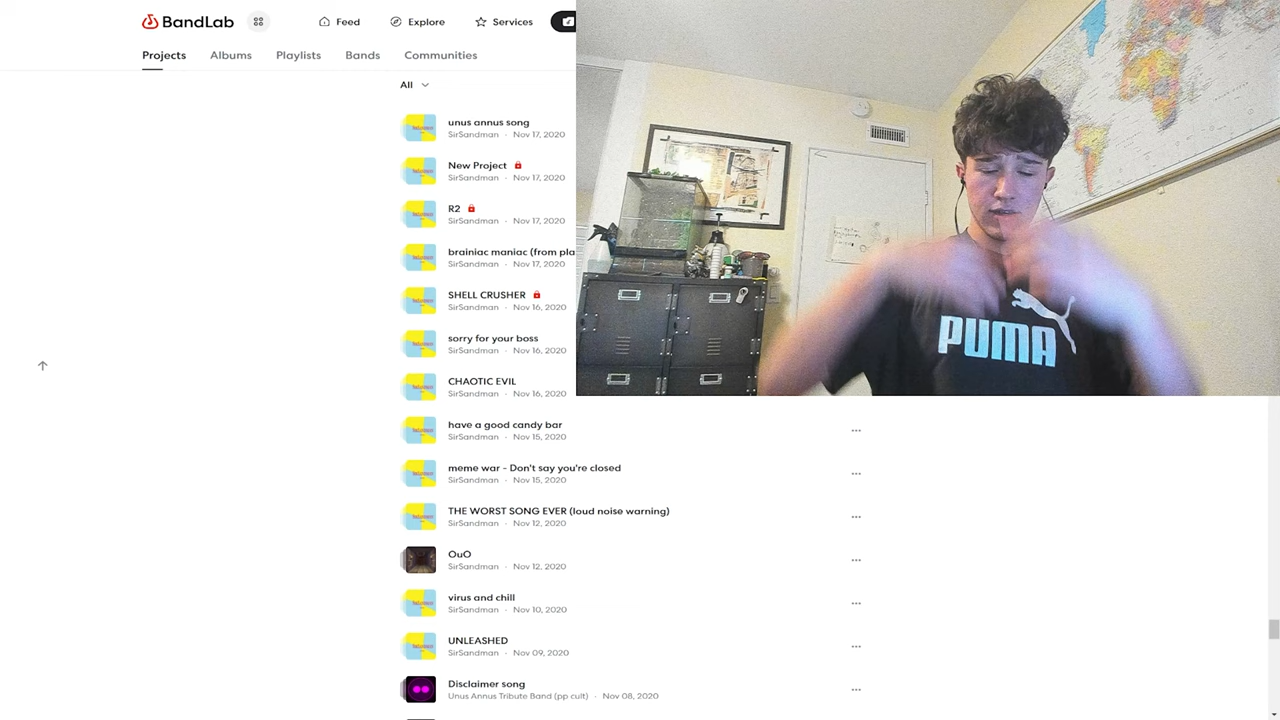 BandLab
Feed
Explore
Services
Projects
Albums
Playlists
Bands
Communities
All
unus annus song
SirSandman · Nov 17, 2020
New Project
SirSandman · Nov 17, 2020
R2
SirSandman · Nov 17, 2020
brainiac maniac (from pla
SirSandman · Nov 17, 2020
SHELL CRUSHER
SirSandman · Nov 16, 2020
sorry for your boss
SirSandman · Nov 16, 2020
CHAOTIC EVIL
SirSandman · Nov 16, 2020
have a good candy bar
SirSandman · Nov 15, 2020
meme war - Don't say you're closed
SirSandman · Nov 15, 2020
THE WORST SONG EVER (loud noise warning)
SirSandman · Nov 12, 2020
OuO
SirSandman · Nov 12, 2020
virus and chill
SirSandman · Nov 10, 2020
UNLEASHED
SirSandman · Nov 09, 2020
Disclaimer song
Unus Annus Tribute Band (pp cult) · Nov 08, 2020
PUMA